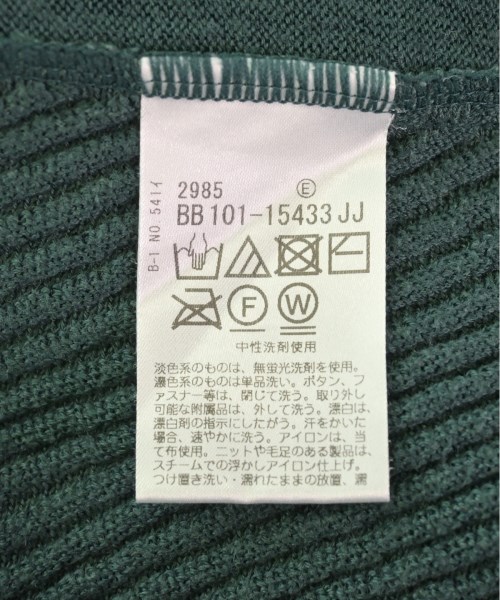 B-1 NO. 5414
2985 E
BB 101-15433 JJ
F W
中性洗剤使用
淡色系のものは、無蛍光洗剤を使用。
濃色系のものは単品洗い。ボタン、フ
ァスナー等は、閉じて洗う。取り外し
可能な附属品は、外して洗う。漂白は、
漂白剤の指示にしたがう。汗をかいた
場合、速やかに洗う。アイロンは、当
て布使用。ニットや毛足のある製品は、
スチームでの浮かしアイロン仕上げ。
つけ置き洗い・濡れたままの放置、濡